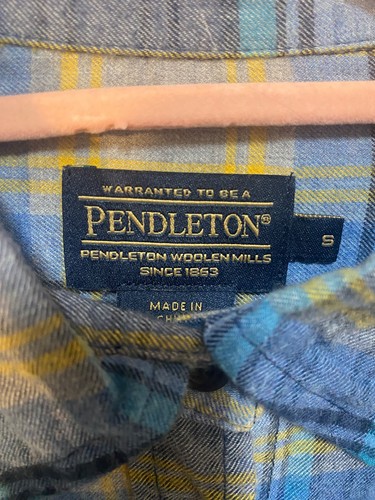 WARRANTED TO BE A
PENDLETON®
PENDLETON WOOLEN MILLS
SINCE 1863
S
MADE IN